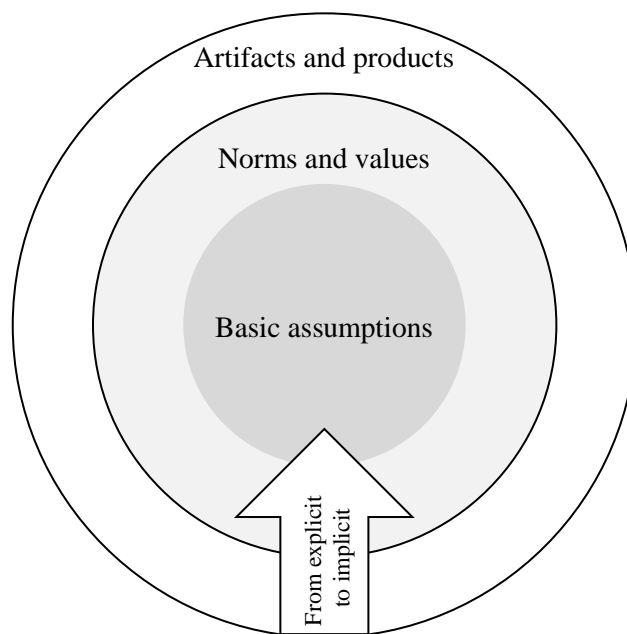 Artifacts and products
Norms and values
Basic assumptions
From explicit
to implicit